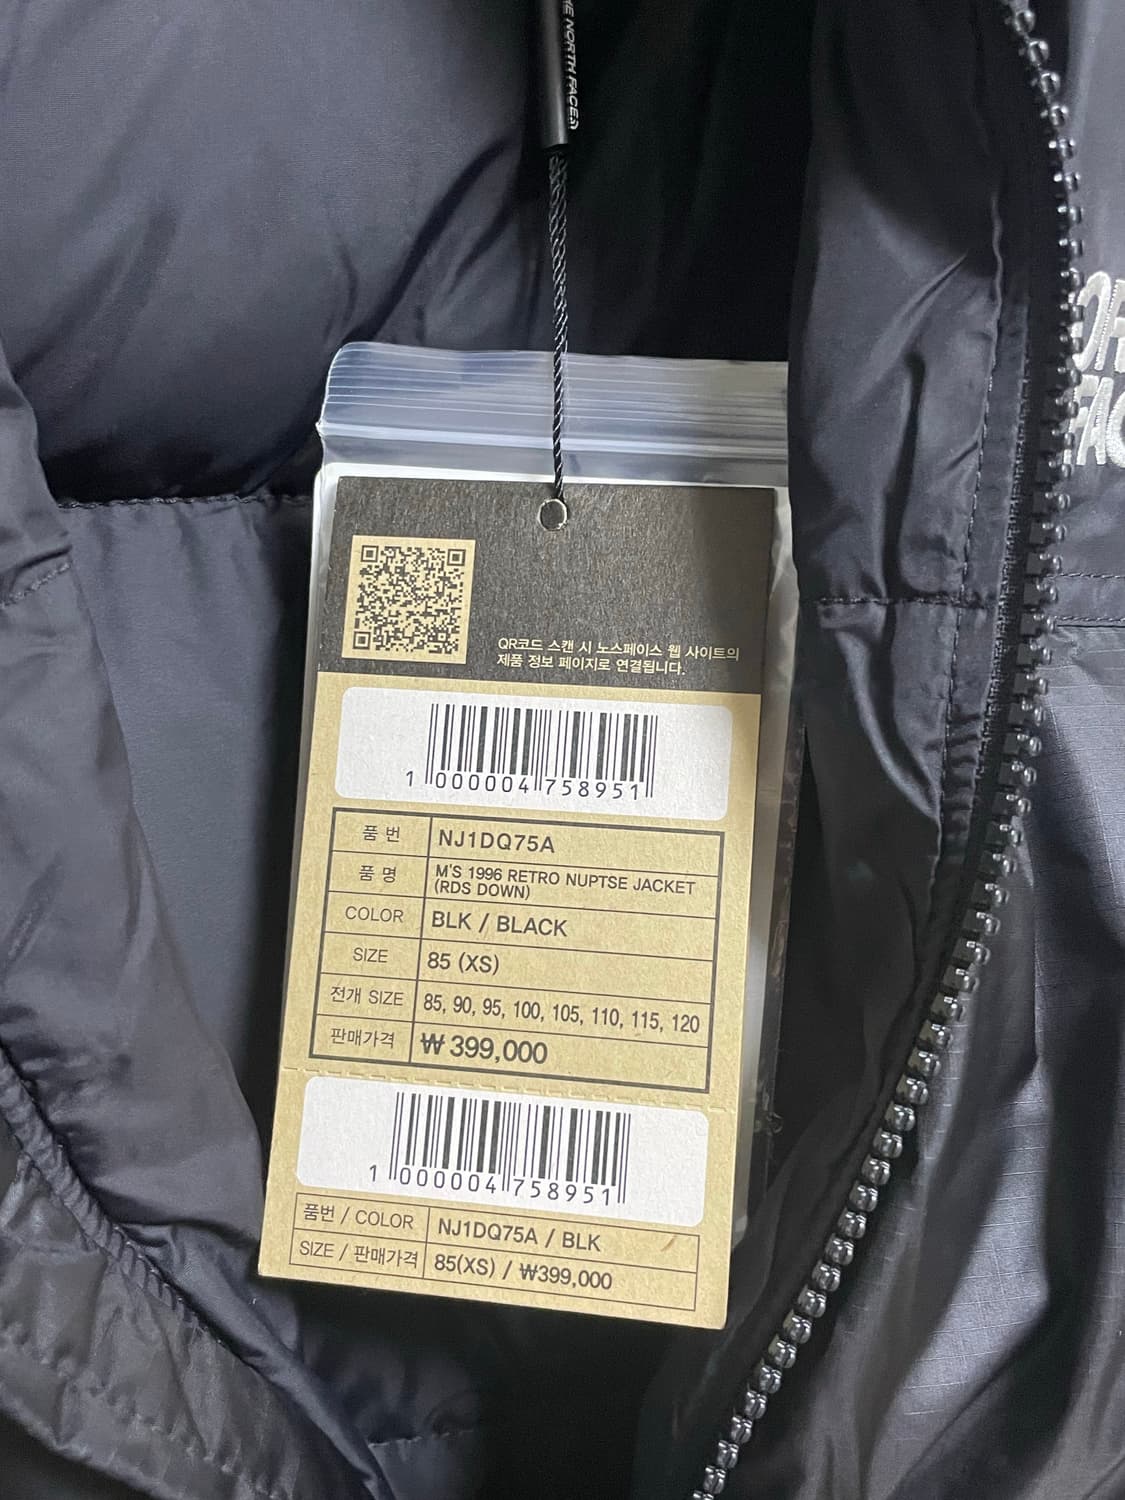 THE NORTH FACE
QR코드 스캔 시 노스페이스 웹 사이트의
제품 정보 페이지로 연결됩니다.
1 000004 758951
품 번 NJ1DQ75A
품 명 M'S 1996 RETRO NUPTSE JACKET
(RDS DOWN)
COLOR BLK / BLACK
SIZE 85 (XS)
전개 SIZE 85, 90, 95, 100, 105, 110, 115, 120
판매가격 ₩ 399,000
1 000004 758951
품번 / COLOR NJ1DQ75A / BLK
SIZE / 판매가격 85(XS) / ₩399,000